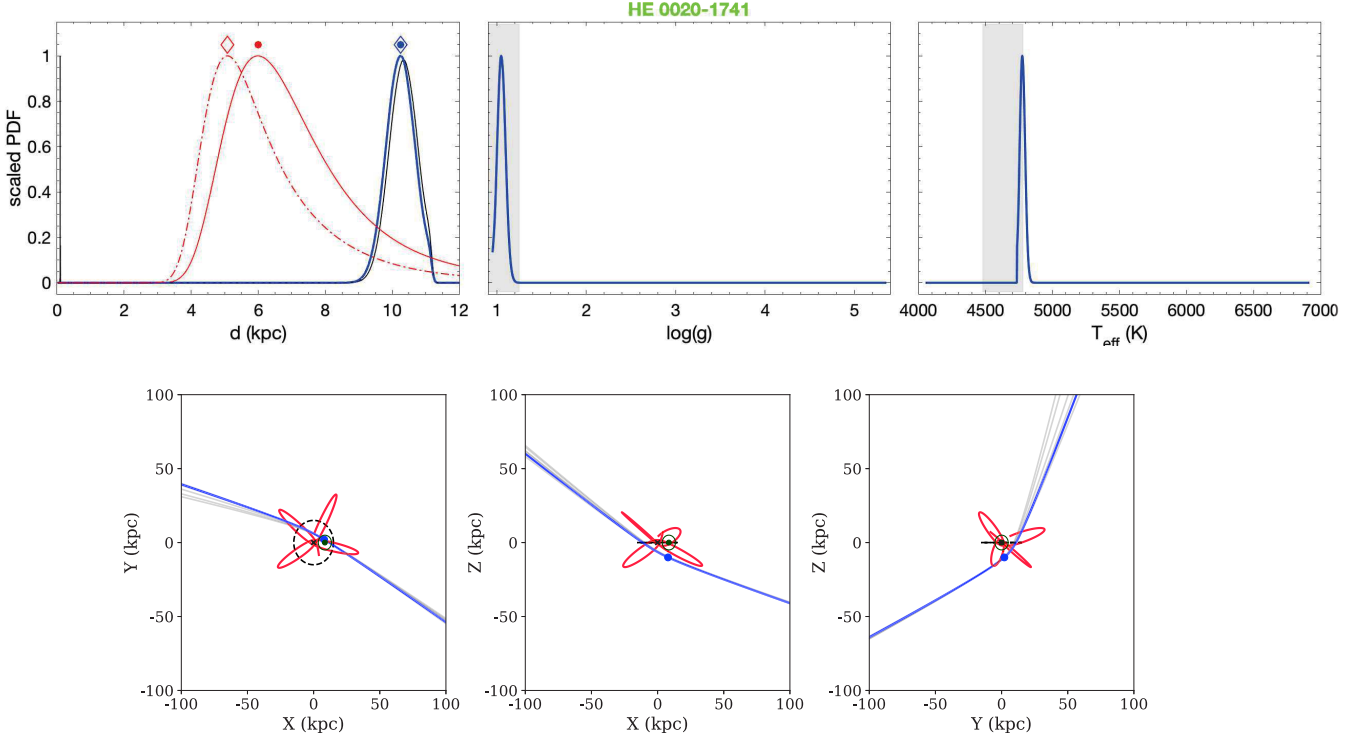 HE 0020-1741
scaled PDF
1
0.8
0.6
0.4
0.2
0
0 2 4 6 8 10 12
d (kpc)
1 2 3 4 5
log(g)
4000 4500 5000 5500 6000 6500 7000
T_eff (K)
100
50
0
-50
-100
Y (kpc)
-100 -50 0 50 100
X (kpc)
100
50
0
-50
-100
Z (kpc)
-100 -50 0 50 100
X (kpc)
100
50
0
-50
-100
Z (kpc)
-100 -50 0 50 100
Y (kpc)